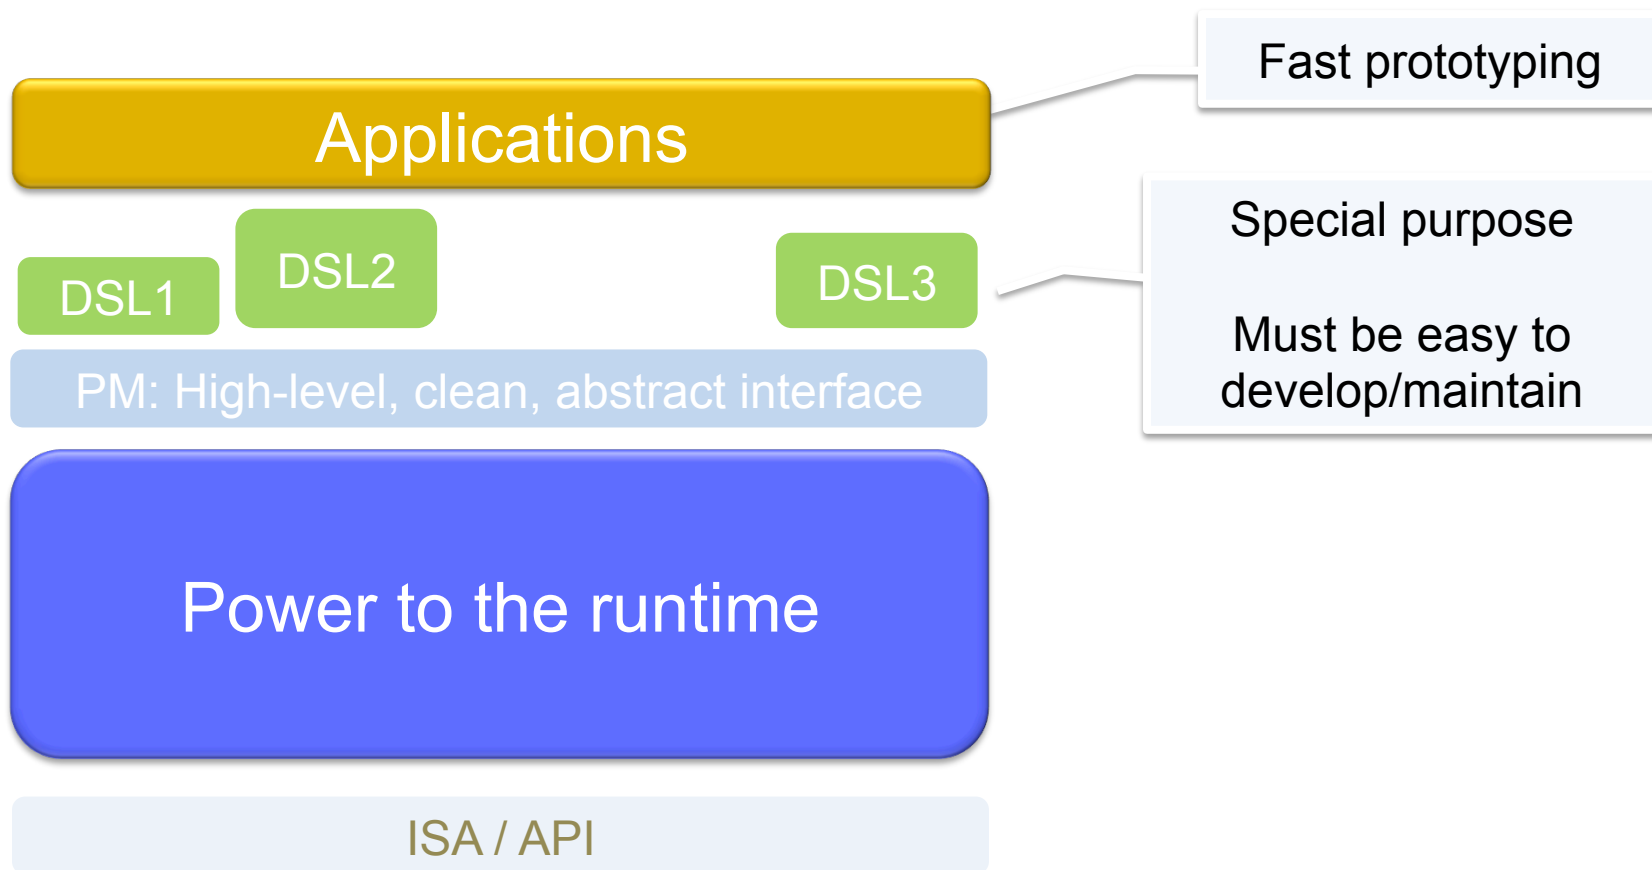 Fast prototyping
Applications
Special purpose
DSL1
DSL2
DSL3
Must be easy to
develop/maintain
PM: High-level, clean, abstract interface
Power to the runtime
ISA / API